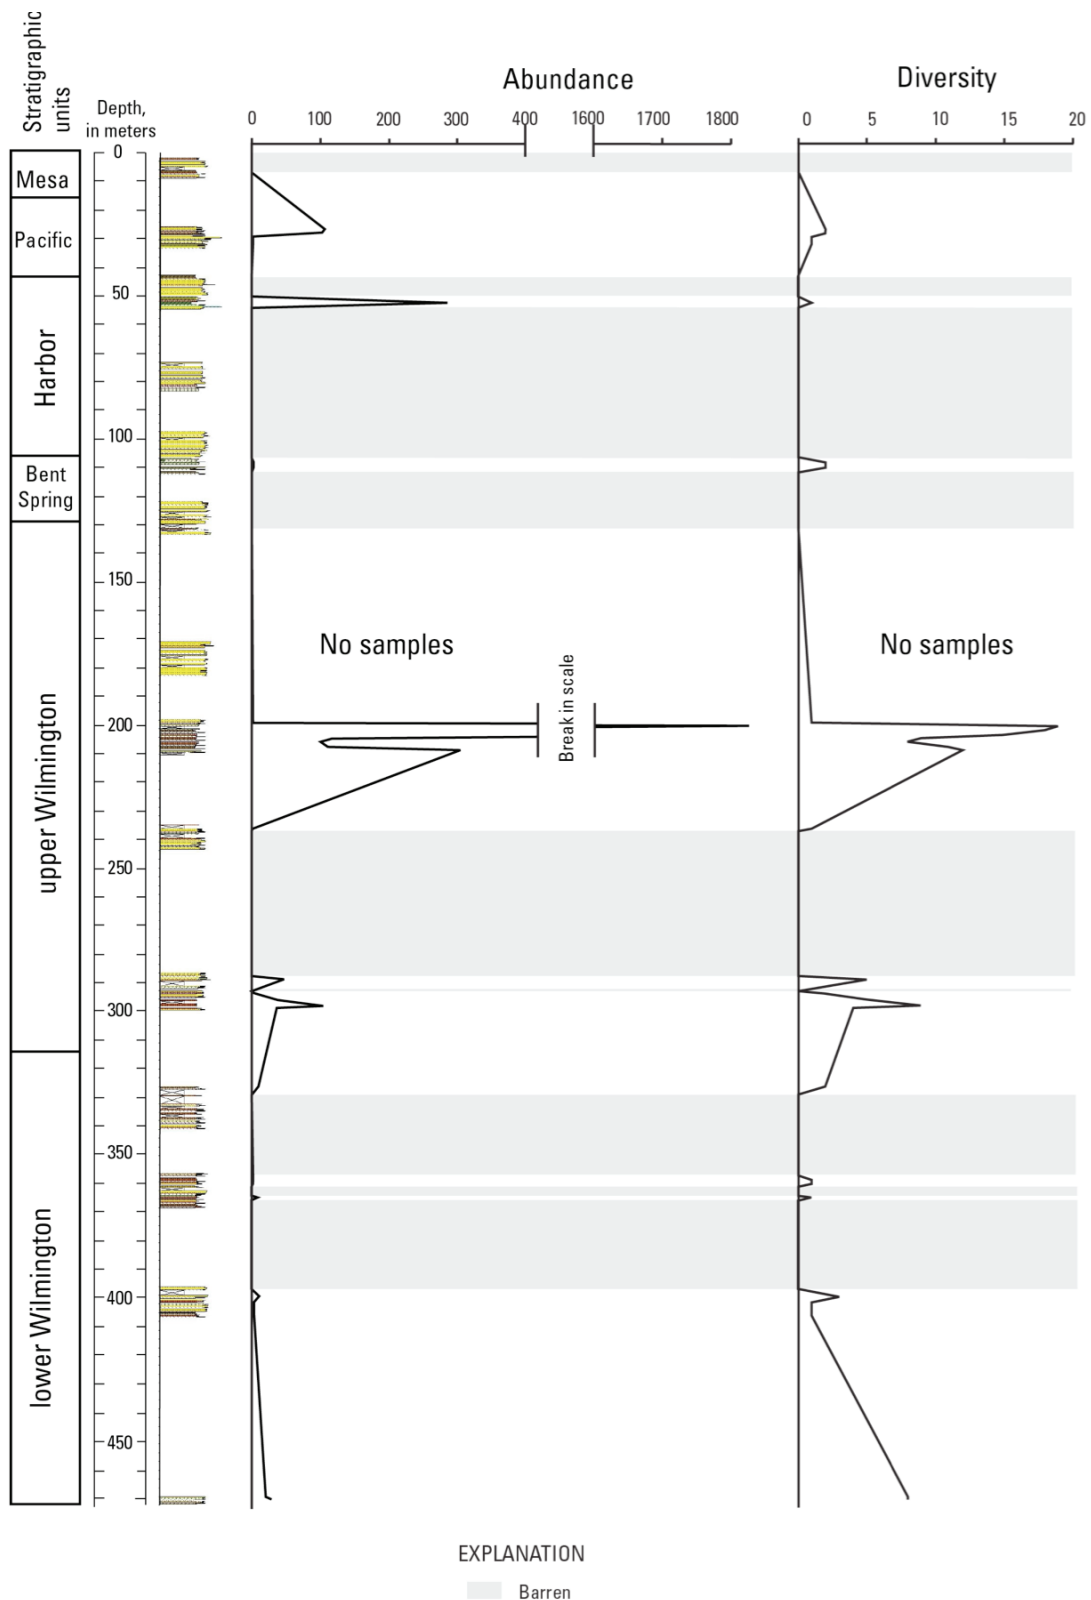 Stratigraphic
units
Depth,
in meters
Abundance
Diversity
0 100 200 300 400 1600 1700 1800
0 5 10 15 20
0
50
100
150
200
250
300
350
400
450
Mesa
Pacific
Harbor
Bent
Spring
upper Wilmington
lower Wilmington
No samples
No samples
Break in scale
EXPLANATION
Barren